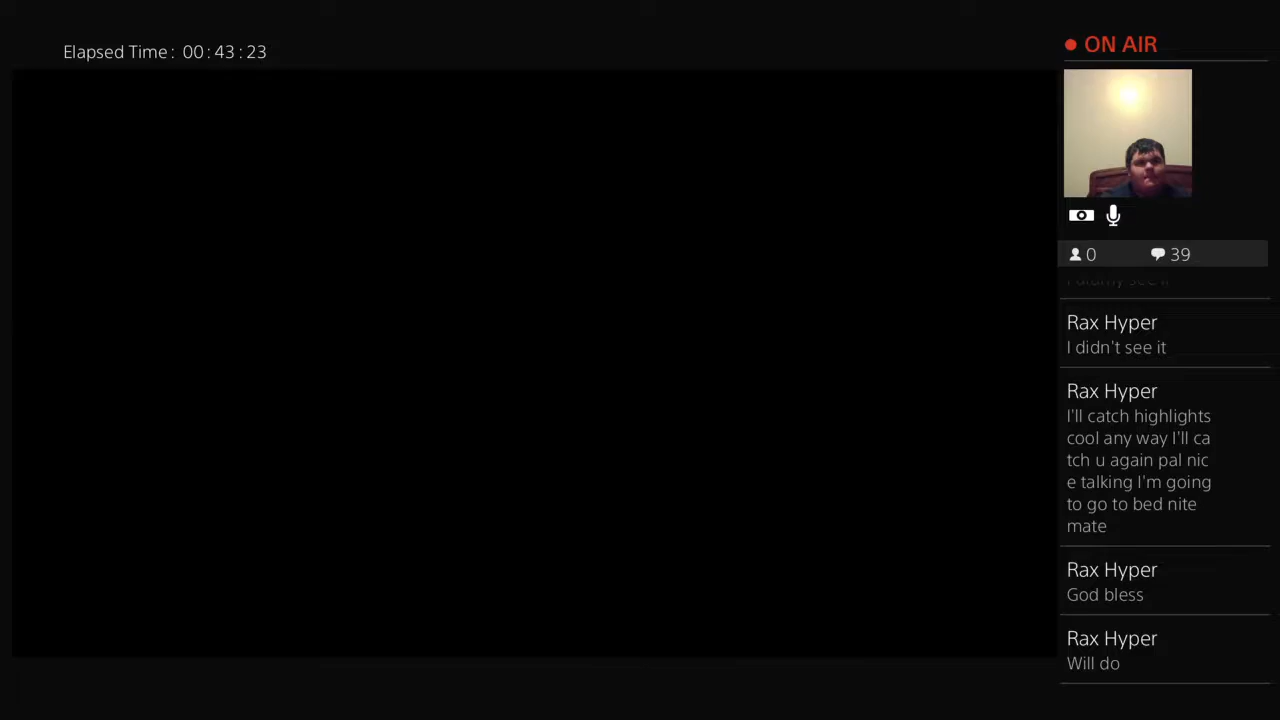 Elapsed Time: 00:43:23
ON AIR
0 39
Rax Hyper
I didn't see it
Rax Hyper
I'll catch highlights
cool any way I'll ca
tch u again pal nic
e talking I'm going
to go to bed nite
mate
Rax Hyper
God bless
Rax Hyper
Will do